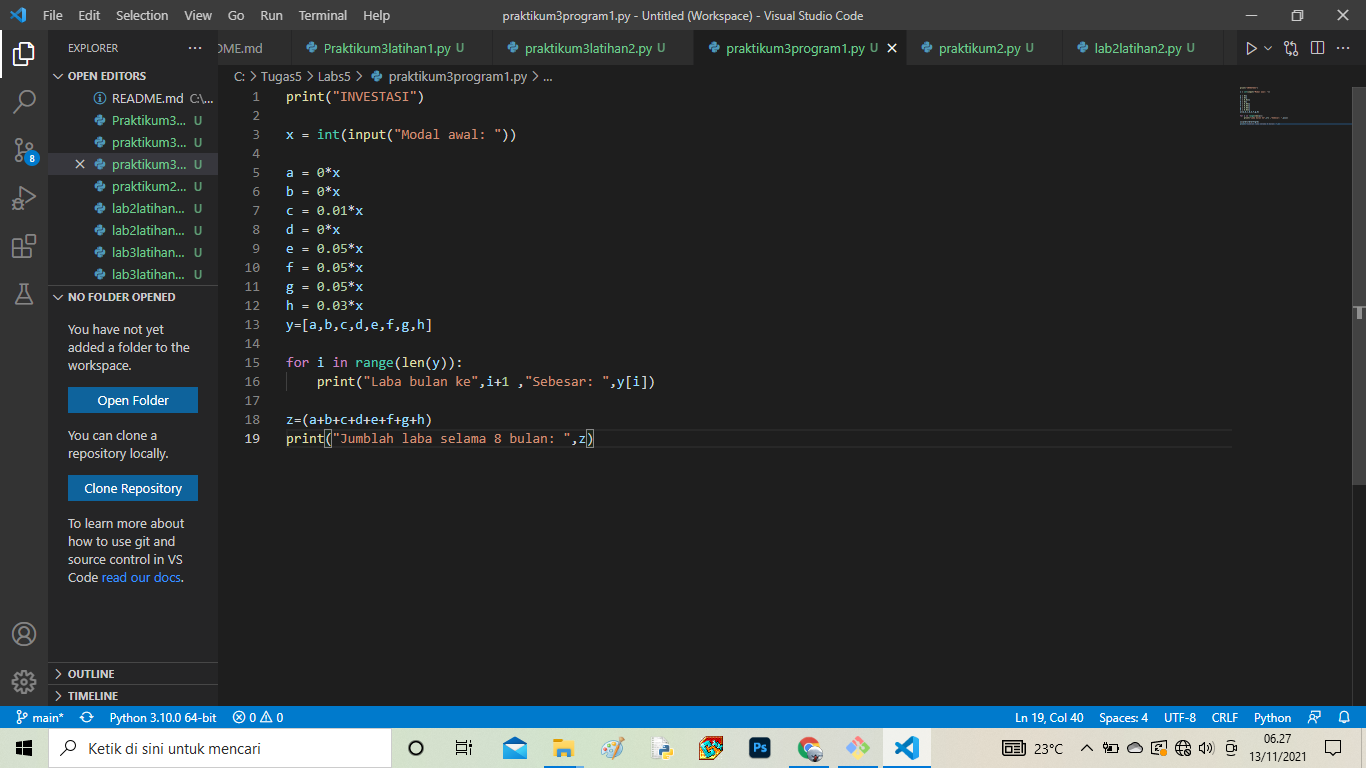 File Edit Selection View Go Run Terminal Help praktikum3program1.py - Untitled (Workspace) - Visual Studio Code
EXPLORER ... OME.md Praktikum3latihan1.py U praktikum3latihan2.py U praktikum3program1.py U praktikum2.py U lab2latihan2.py U
OPEN EDITORS
README.md C:\...
Praktikum3... U
praktikum3... U
praktikum3... U
praktikum2... U
lab2latihan... U
lab2latihan... U
lab3latihan... U
lab3latihan... U
8
NO FOLDER OPENED
You have not yet
added a folder to the
workspace.
Open Folder
You can clone a
repository locally.
Clone Repository
To learn more about
how to use git and
source control in VS
Code read our docs.
OUTLINE
TIMELINE
C: > Tugas5 > Labs5 > praktikum3program1.py > ...
1 print("INVESTASI")
2
3 x = int(input("Modal awal: "))
4
5 a = 0*x
6 b = 0*x
7 c = 0.01*x
8 d = 0*x
9 e = 0.05*x
10 f = 0.05*x
11 g = 0.05*x
12 h = 0.03*x
13 y=[a,b,c,d,e,f,g,h]
14
15 for i in range(len(y)):
16 print("Laba bulan ke",i+1 ,"Sebesar: ",y[i])
17
18 z=(a+b+c+d+e+f+g+h)
19 print("Jumblah laba selama 8 bulan: ",z)
main* Python 3.10.0 64-bit 0 0 Ln 19, Col 40 Spaces: 4 UTF-8 CRLF Python
Ketik di sini untuk mencari Ps 23°C 06.27
13/11/2021